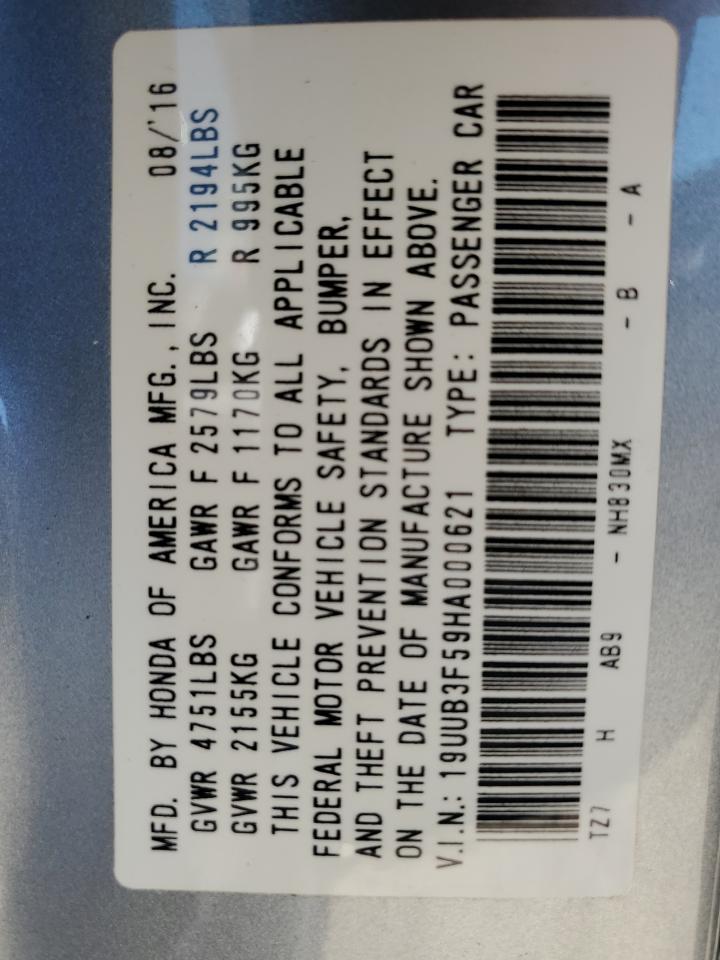 MFD. BY HONDA OF AMERICA MFG., INC. 08/'16
GVWR 4751LBS GAWR F 2579LBS R 2194LBS
GVWR 2155KG GAWR F 1170KG R 995KG
THIS VEHICLE CONFORMS TO ALL APPLICABLE
FEDERAL MOTOR VEHICLE SAFETY, BUMPER,
AND THEFT PREVENTION STANDARDS IN EFFECT
ON THE DATE OF MANUFACTURE SHOWN ABOVE.
V.I.N.: 19UUB3F59HA000621 TYPE: PASSENGER CAR
TZ7 H AB9 - NH830MX - B - A